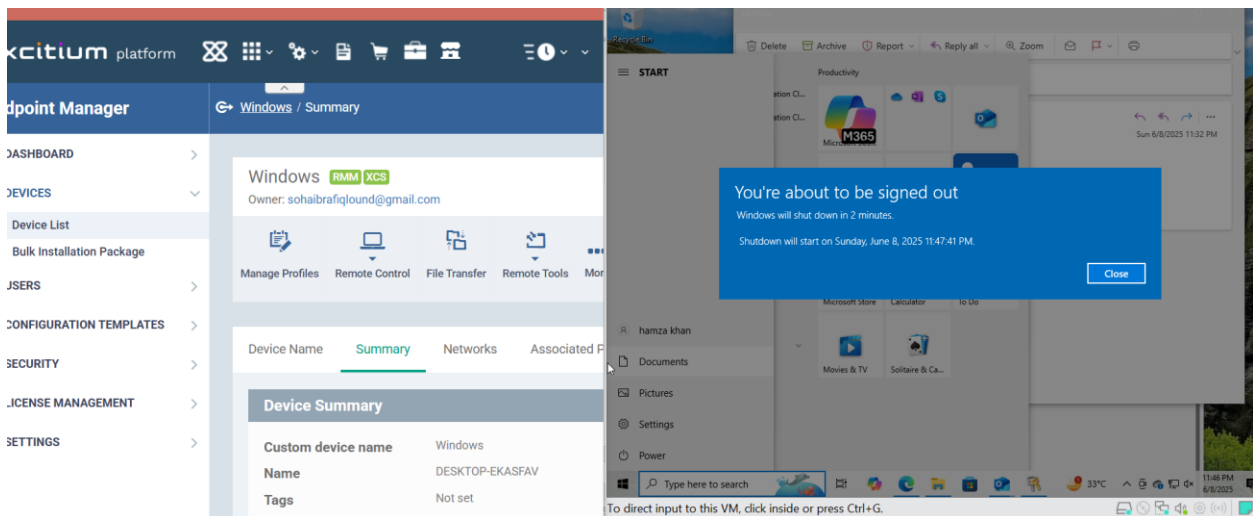 xcitium platform
dpoint Manager
Windows / Summary
DASHBOARD
DEVICES
Device List
Bulk Installation Package
USERS
CONFIGURATION TEMPLATES
SECURITY
LICENSE MANAGEMENT
SETTINGS
Windows RMM XCS
Owner: sohaibrafiqlound@gmail.com
Manage Profiles Remote Control File Transfer Remote Tools Mor
Device Name Summary Networks Associated P
Device Summary
Custom device name Windows
Name DESKTOP-EKASFAV
Tags Not set
Recycle Bin
Delete Archive Report Reply all Zoom
START
Productivity
ation Cl...
ation Cl...
M365
Sun 6/8/2025 11:32 PM
You're about to be signed out
Windows will shut down in 2 minutes.
Shutdown will start on Sunday, June 8, 2025 11:47:41 PM.
Close
Microsoft Store Calculator To Do
hamza khan
Documents
Movies & TV Solitaire & Ca...
Pictures
Settings
Power
Type here to search
33°C
11:46 PM
6/8/2025
To direct input to this VM, click inside or press Ctrl+G.